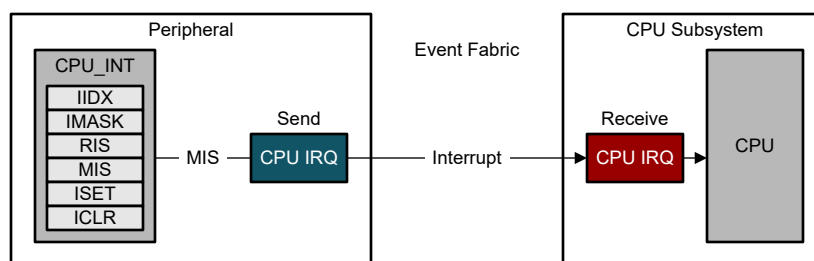 Peripheral
CPU_INT
IIDX
IMASK
RIS
MIS
ISET
ICLR
MIS
Send
CPU IRQ
Event Fabric
Interrupt
CPU Subsystem
Receive
CPU IRQ
CPU